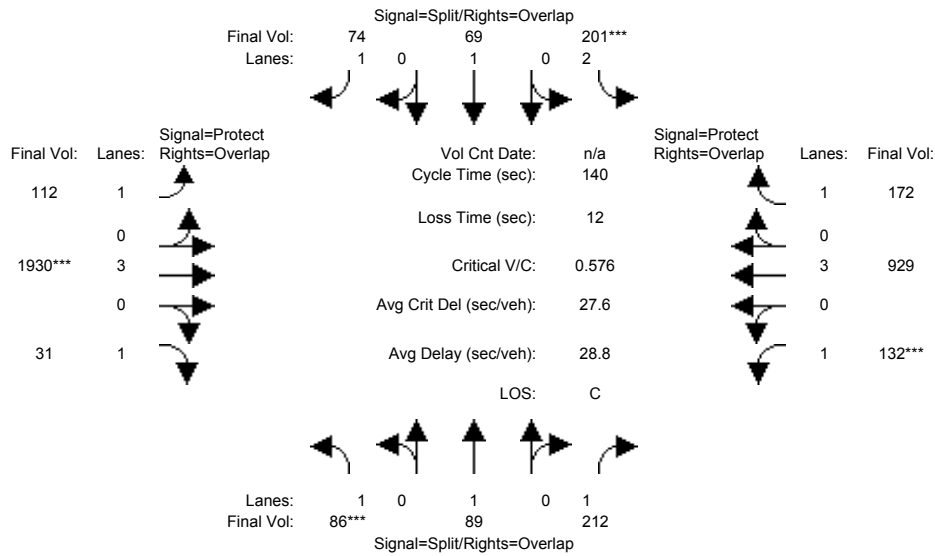 Signal=Split/Rights=Overlap
Final Vol: 74 69 201***
Lanes: 1 0 1 0 2
Signal=Protect
Final Vol: Lanes: Rights=Overlap
Vol Cnt Date: n/a
Signal=Protect
Rights=Overlap Lanes: Final Vol:
Cycle Time (sec): 140
112 1
1 172
Loss Time (sec): 12
0
0
1930*** 3
Critical V/C: 0.576
3 929
0
Avg Crit Del (sec/veh): 27.6
0
31 1
Avg Delay (sec/veh): 28.8
1 132***
LOS: C
Lanes: 1 0 1 0 1
Final Vol: 86*** 89 212
Signal=Split/Rights=Overlap